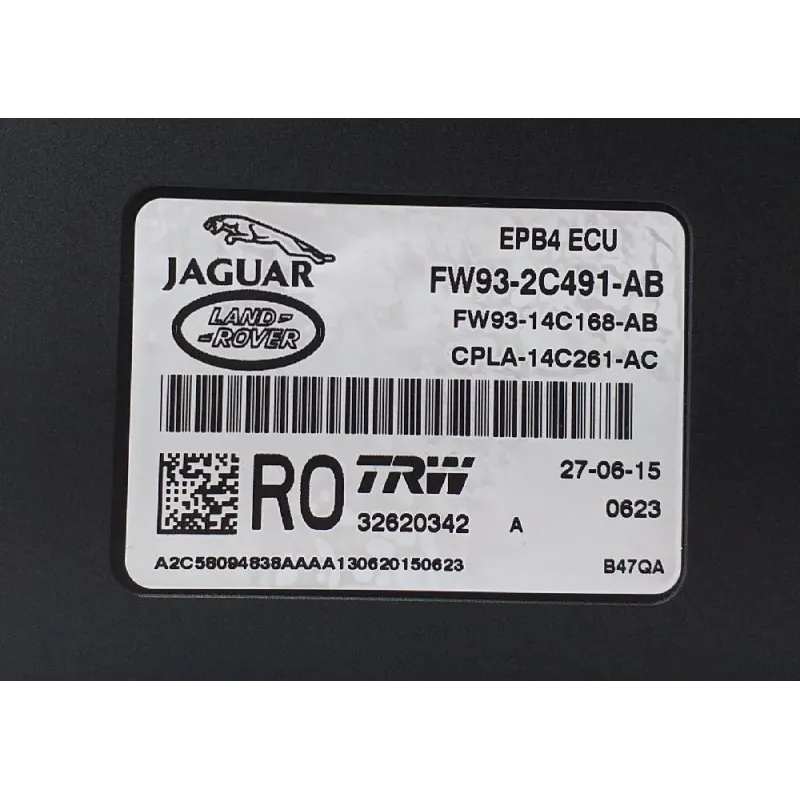 JAGUAR
LAND-
-ROVER
EPB4 ECU
FW93-2C491-AB
FW93-14C168-AB
CPLA-14C261-AC
RO
TRW
32620342
A
27-06-15
0623
A2C58094838AAAA130620150623
B47QA